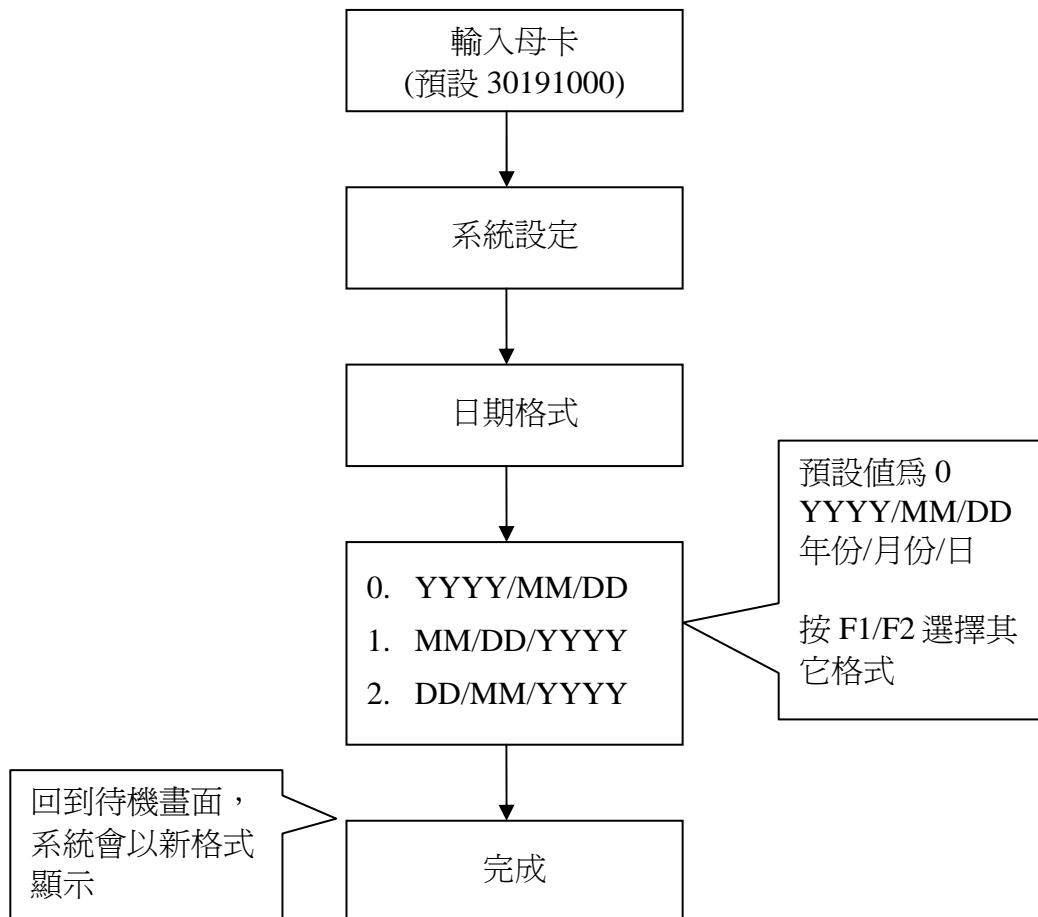 輸入母卡
(預設 30191000)
系統設定
日期格式
預設值爲 0
YYYY/MM/DD
年份/月份/日
按 F1/F2 選擇其
它格式
0. YYYY/MM/DD
1. MM/DD/YYYY
2. DD/MM/YYYY
回到待機畫面，
系統會以新格式
顯示
完成